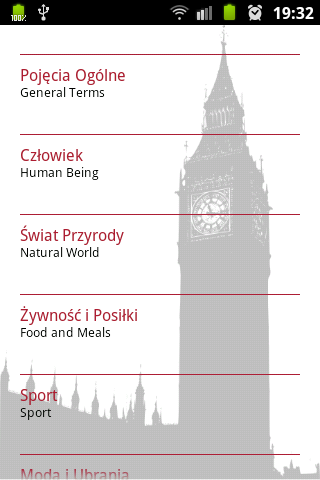 100%
19:32
Pojęcia Ogólne
General Terms
Człowiek
Human Being
Świat Przyrody
Natural World
Żywność i Posiłki
Food and Meals
Sport
Sport
Moda i Ubrania